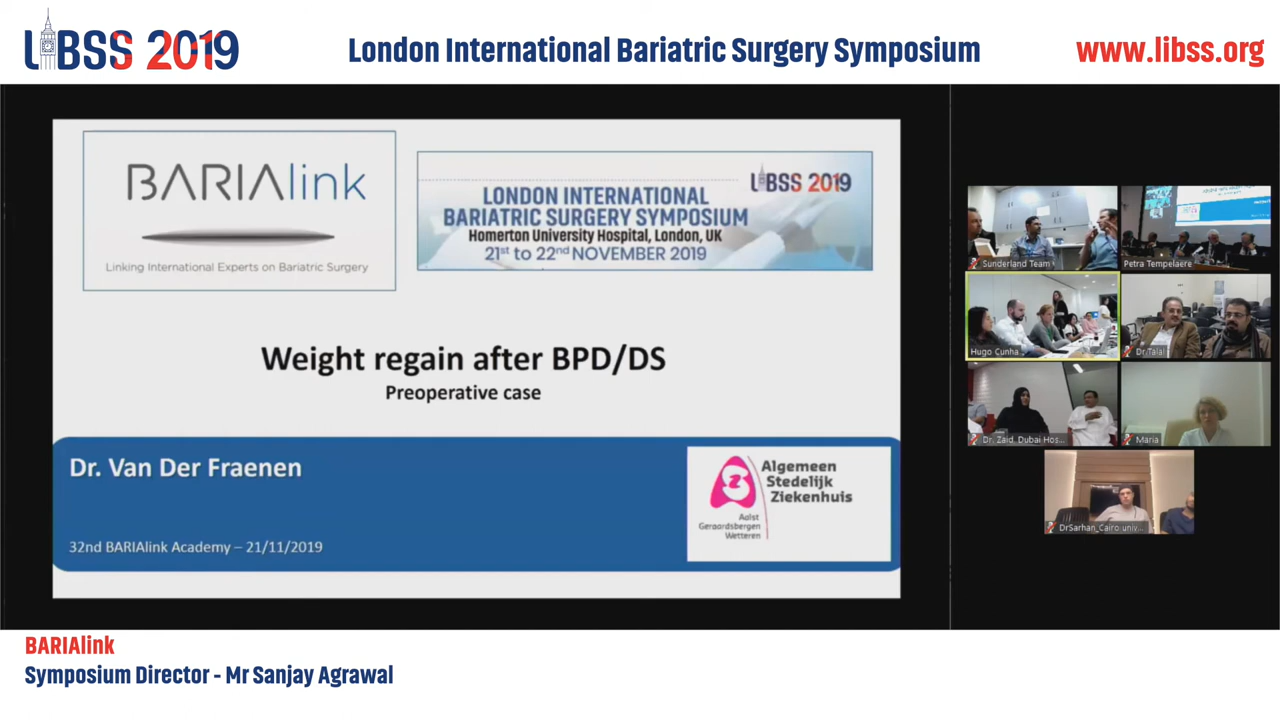 LIBSS 2019
London International Bariatric Surgery Symposium
www.libss.org
BARIAlink
Linking International Experts on Bariatric Surgery
LIBSS 2019
LONDON INTERNATIONAL
BARIATRIC SURGERY SYMPOSIUM
Homerton University Hospital, London, UK
21st to 22nd NOVEMBER 2019
Weight regain after BPD/DS
Preoperative case
Dr. Van Der Fraenen
32nd BARIAlink Academy – 21/11/2019
Algemeen
Stedelijk
Ziekenhuis
Aalst
Geraardsbergen
Wetteren
Sunderland Team
Petra Tempelaere
Hugo Cunha
Dr Talal
Dr. Zaid, Dubai Hos...
Maria
DrSarhan_Cairo univ...
BARIAlink
Symposium Director - Mr Sanjay Agrawal